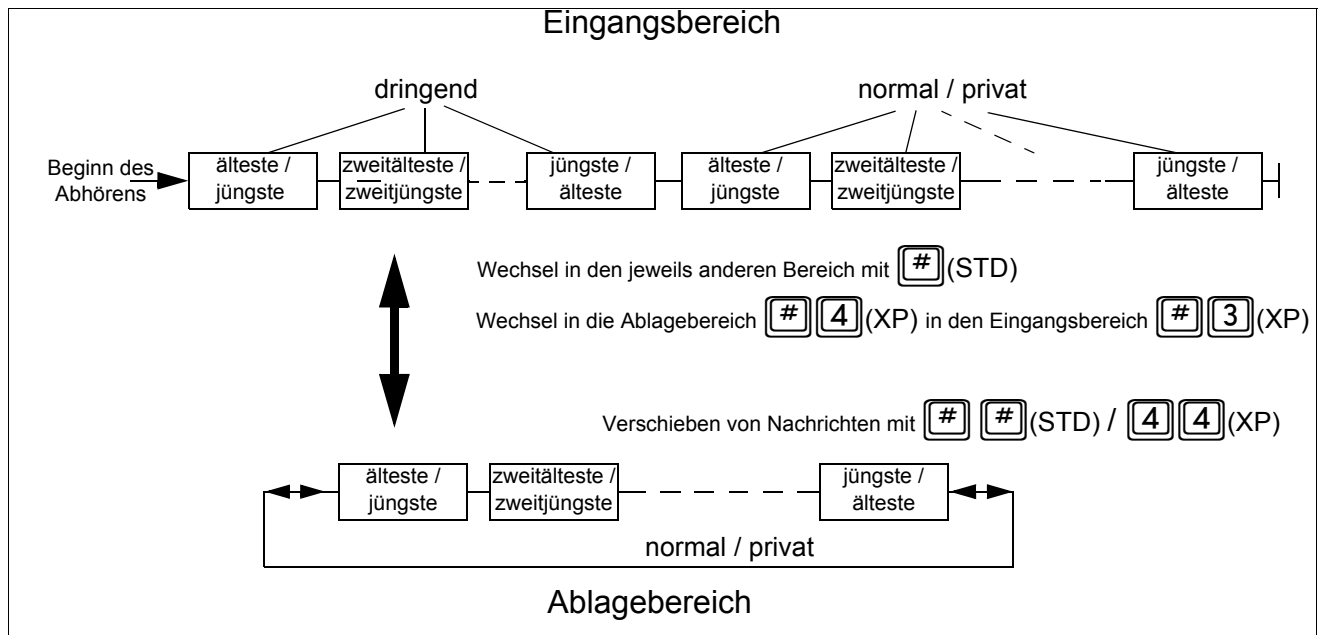 Eingangsbereich
dringend
normal / privat
Beginn des
Abhörens
älteste /
jüngste
zweitälteste /
zweitjüngste
jüngste /
älteste
älteste /
jüngste
zweitälteste /
zweitjüngste
jüngste /
älteste
Wechsel in den jeweils anderen Bereich mit # (STD)
Wechsel in die Ablagebereich # 4 (XP) in den Eingangsbereich # 3 (XP)
Verschieben von Nachrichten mit # # (STD) / 4 4 (XP)
älteste /
jüngste
zweitälteste /
zweitjüngste
jüngste /
älteste
normal / privat
Ablagebereich